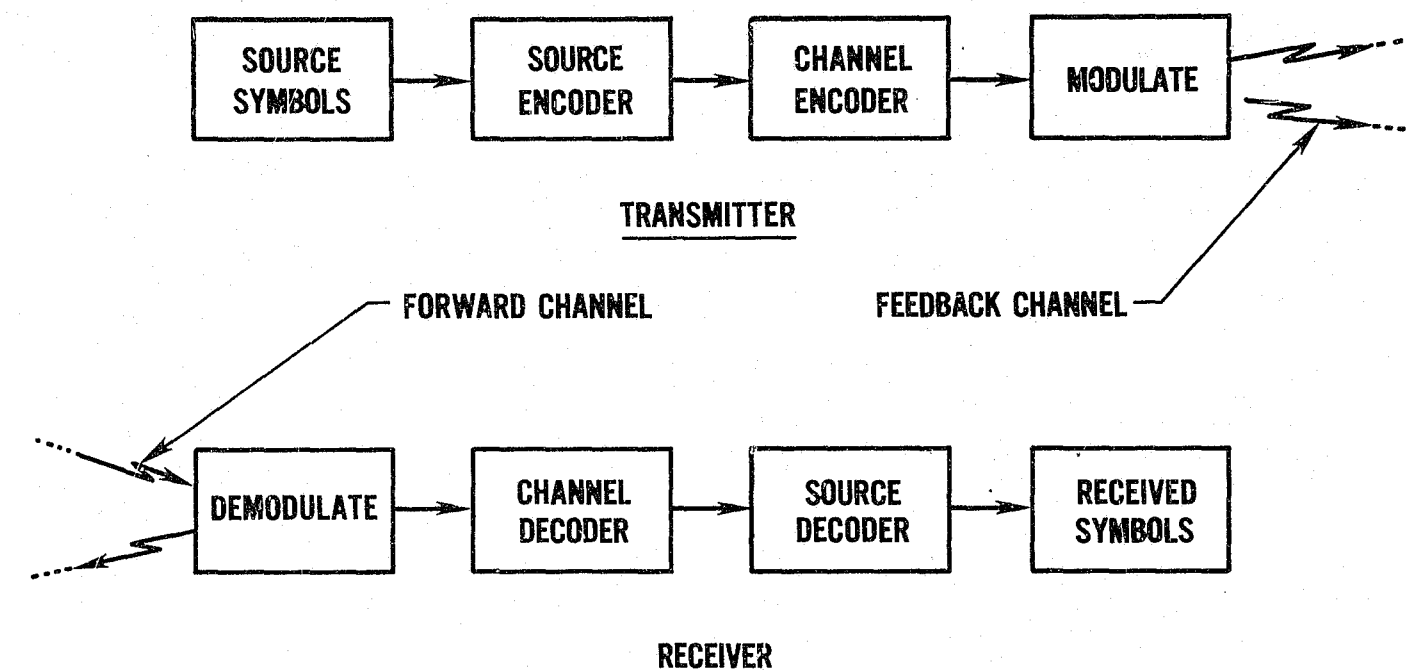 SOURCE
SYMBOLS
SOURCE
ENCODER
CHANNEL
ENCODER
MODULATE
TRANSMITTER
FORWARD CHANNEL
FEEDBACK CHANNEL
DEMODULATE
CHANNEL
DECODER
SOURCE
DECODER
RECEIVED
SYMBOLS
RECEIVER